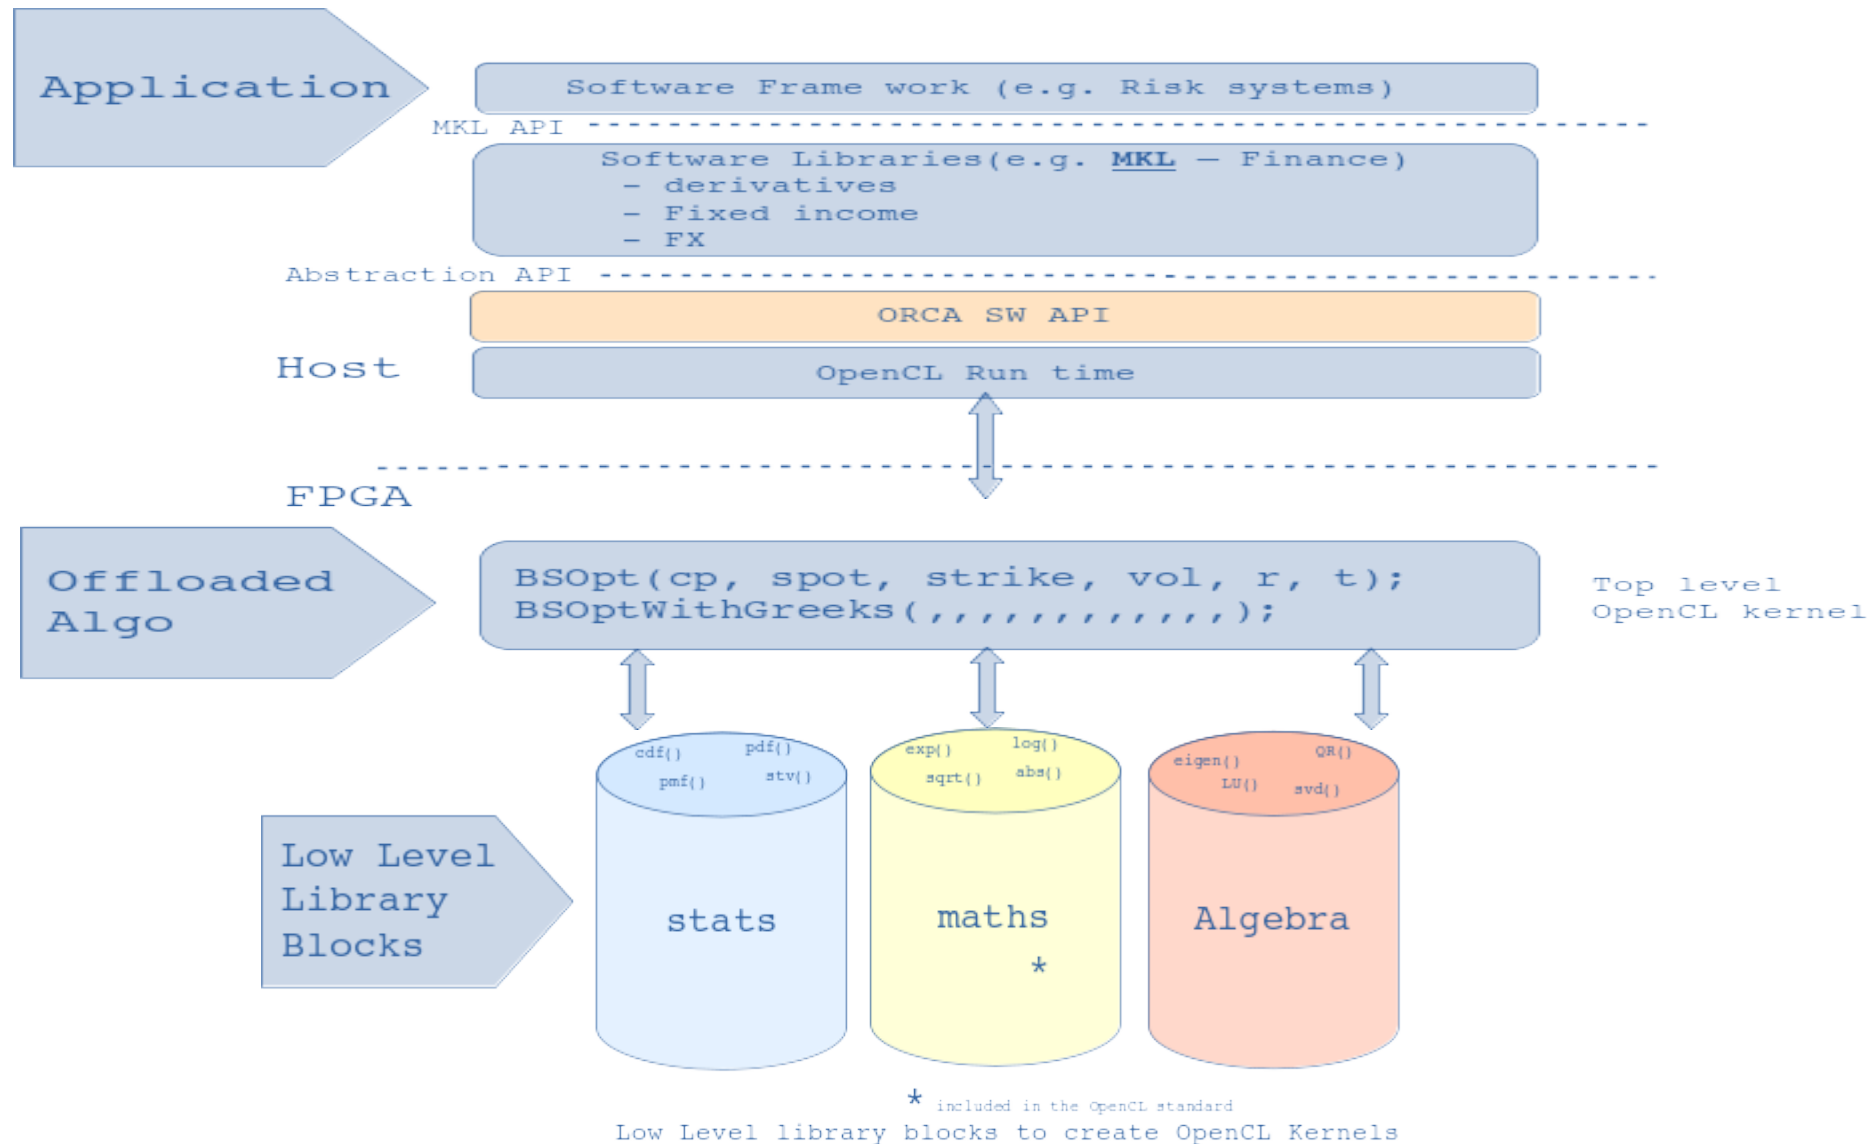 Application
Software Frame work (e.g. Risk systems)
MKL API
Software Libraries(e.g. MKL – Finance)
– derivatives
– Fixed income
– FX
Abstraction API
ORCA SW API
Host
OpenCL Run time
FPGA
Offloaded
Algo
BSOpt(cp, spot, strike, vol, r, t);
BSOptWithGreeks(,,,,,,,,,,,,);
Top level
OpenCL kernel
cdf()
pdf()
pmf()
stv()
exp()
log()
sqrt()
abs()
eigen()
QR()
LU()
svd()
Low Level
Library
Blocks
stats
maths
*
Algebra
* included in the OpenCL standard
Low Level library blocks to create OpenCL Kernels